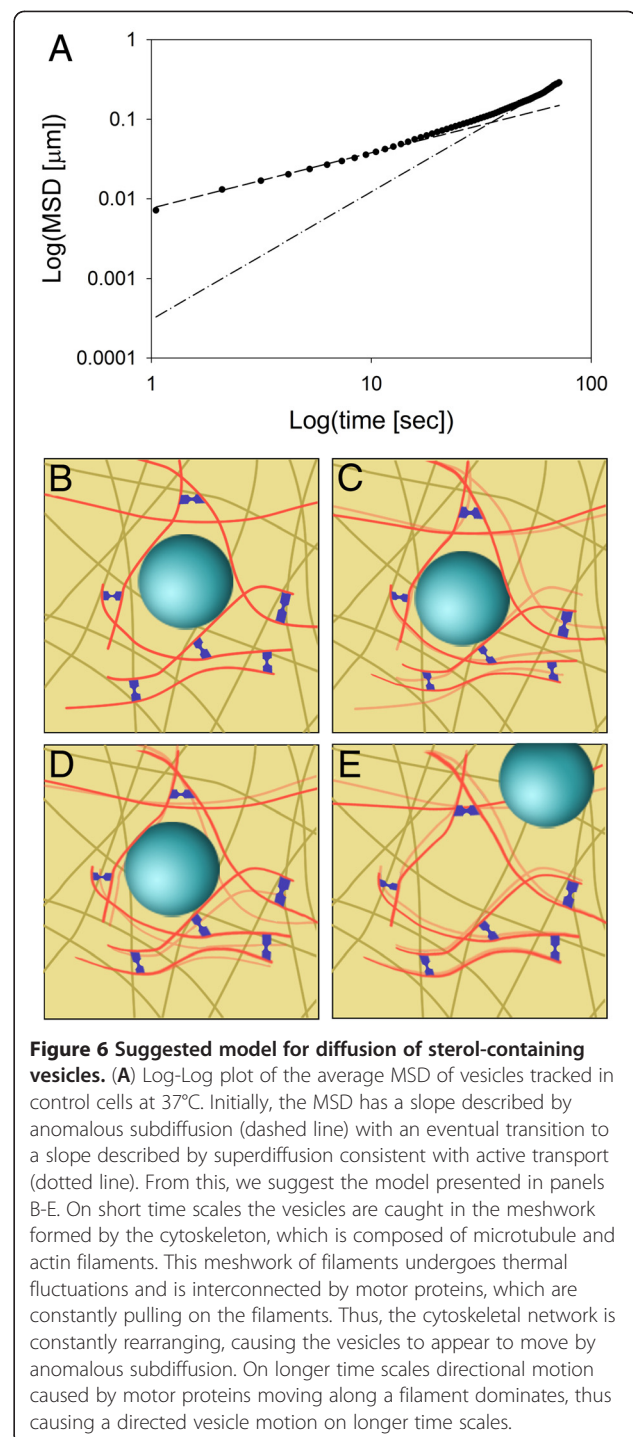 A
1
0.1
0.01
0.001
0.0001
Log(MSD [µm])
1 10 100
Log(time [sec])
B
C
D
E
Figure 6 Suggested model for diffusion of sterol-containing
vesicles. (A) Log-Log plot of the average MSD of vesicles tracked in
control cells at 37°C. Initially, the MSD has a slope described by
anomalous subdiffusion (dashed line) with an eventual transition to
a slope described by superdiffusion consistent with active transport
(dotted line). From this, we suggest the model presented in panels
B-E. On short time scales the vesicles are caught in the meshwork
formed by the cytoskeleton, which is composed of microtubule and
actin filaments. This meshwork of filaments undergoes thermal
fluctuations and is interconnected by motor proteins, which are
constantly pulling on the filaments. Thus, the cytoskeletal network is
constantly rearranging, causing the vesicles to appear to move by
anomalous subdiffusion. On longer time scales directional motion
caused by motor proteins moving along a filament dominates, thus
causing a directed vesicle motion on longer time scales.